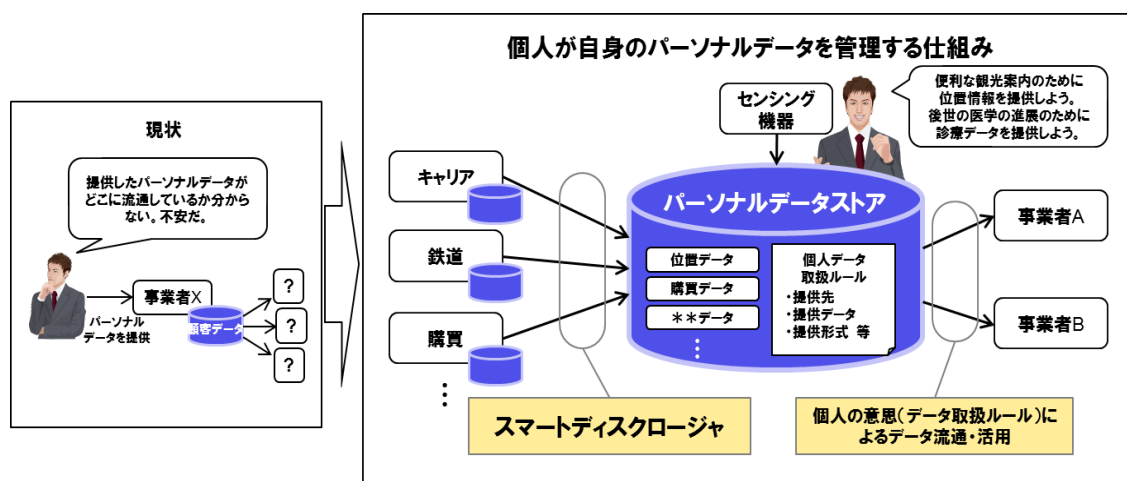 個人が自身のパーソナルデータを管理する仕組み
現状
提供したパーソナルデータが
どこに流通しているか分から
ない。不安だ。
事業者X
パーソナル
データを提供
顧客データ
?
?
?
センシング
機器
便利な観光案内のために
位置情報を提供しよう。
後世の医学の進展のために
診療データを提供しよう。
キャリア
鉄道
購買
⋮
パーソナルデータストア
位置データ
購買データ
**データ
⋮
個人データ
取扱ルール
・提供先
・提供データ
・提供形式 等
事業者A
事業者B
スマートディスクロージャ
個人の意思(データ取扱ルール)に
よるデータ流通・活用